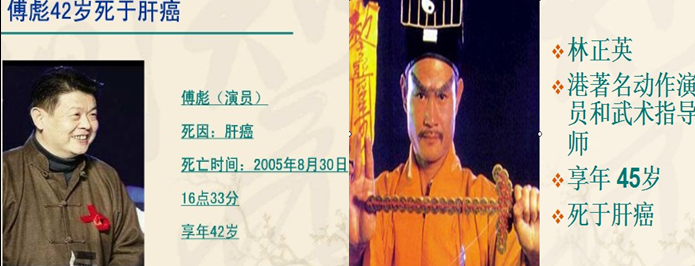 傅彪42岁死于肝癌
傅彪（演员）
死因：肝癌
死亡时间：2005年8月30日
16点33分
享年42岁
林正英
港著名动作演
员和武术指导
师
享年 45岁
死于肝癌